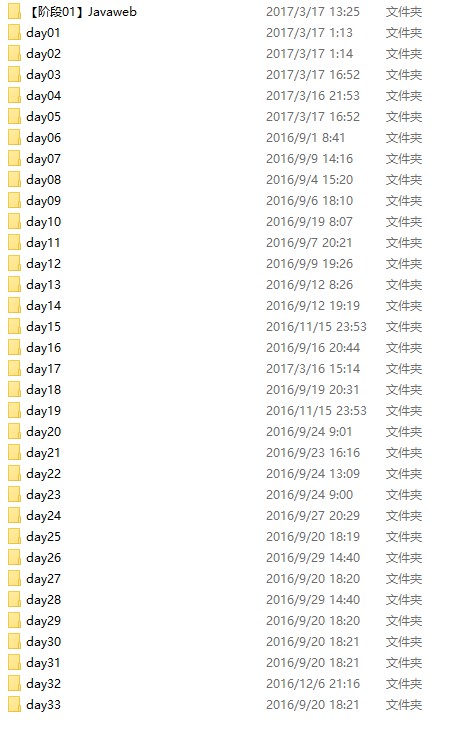 【阶段01】Javaweb 2017/3/17 13:25 文件夹
day01 2017/3/17 1:13 文件夹
day02 2017/3/17 1:14 文件夹
day03 2017/3/17 16:52 文件夹
day04 2017/3/16 21:53 文件夹
day05 2017/3/17 16:52 文件夹
day06 2016/9/1 8:41 文件夹
day07 2016/9/9 14:16 文件夹
day08 2016/9/4 15:20 文件夹
day09 2016/9/6 18:10 文件夹
day10 2016/9/19 8:07 文件夹
day11 2016/9/7 20:21 文件夹
day12 2016/9/9 19:26 文件夹
day13 2016/9/12 8:26 文件夹
day14 2016/9/12 19:19 文件夹
day15 2016/11/15 23:53 文件夹
day16 2016/9/16 20:44 文件夹
day17 2017/3/16 15:14 文件夹
day18 2016/9/19 20:31 文件夹
day19 2016/11/15 23:53 文件夹
day20 2016/9/24 9:01 文件夹
day21 2016/9/23 16:16 文件夹
day22 2016/9/24 13:09 文件夹
day23 2016/9/24 9:00 文件夹
day24 2016/9/27 20:29 文件夹
day25 2016/9/20 18:19 文件夹
day26 2016/9/29 14:40 文件夹
day27 2016/9/20 18:20 文件夹
day28 2016/9/29 14:40 文件夹
day29 2016/9/20 18:20 文件夹
day30 2016/9/20 18:21 文件夹
day31 2016/9/20 18:21 文件夹
day32 2016/12/6 21:16 文件夹
day33 2016/9/20 18:21 文件夹